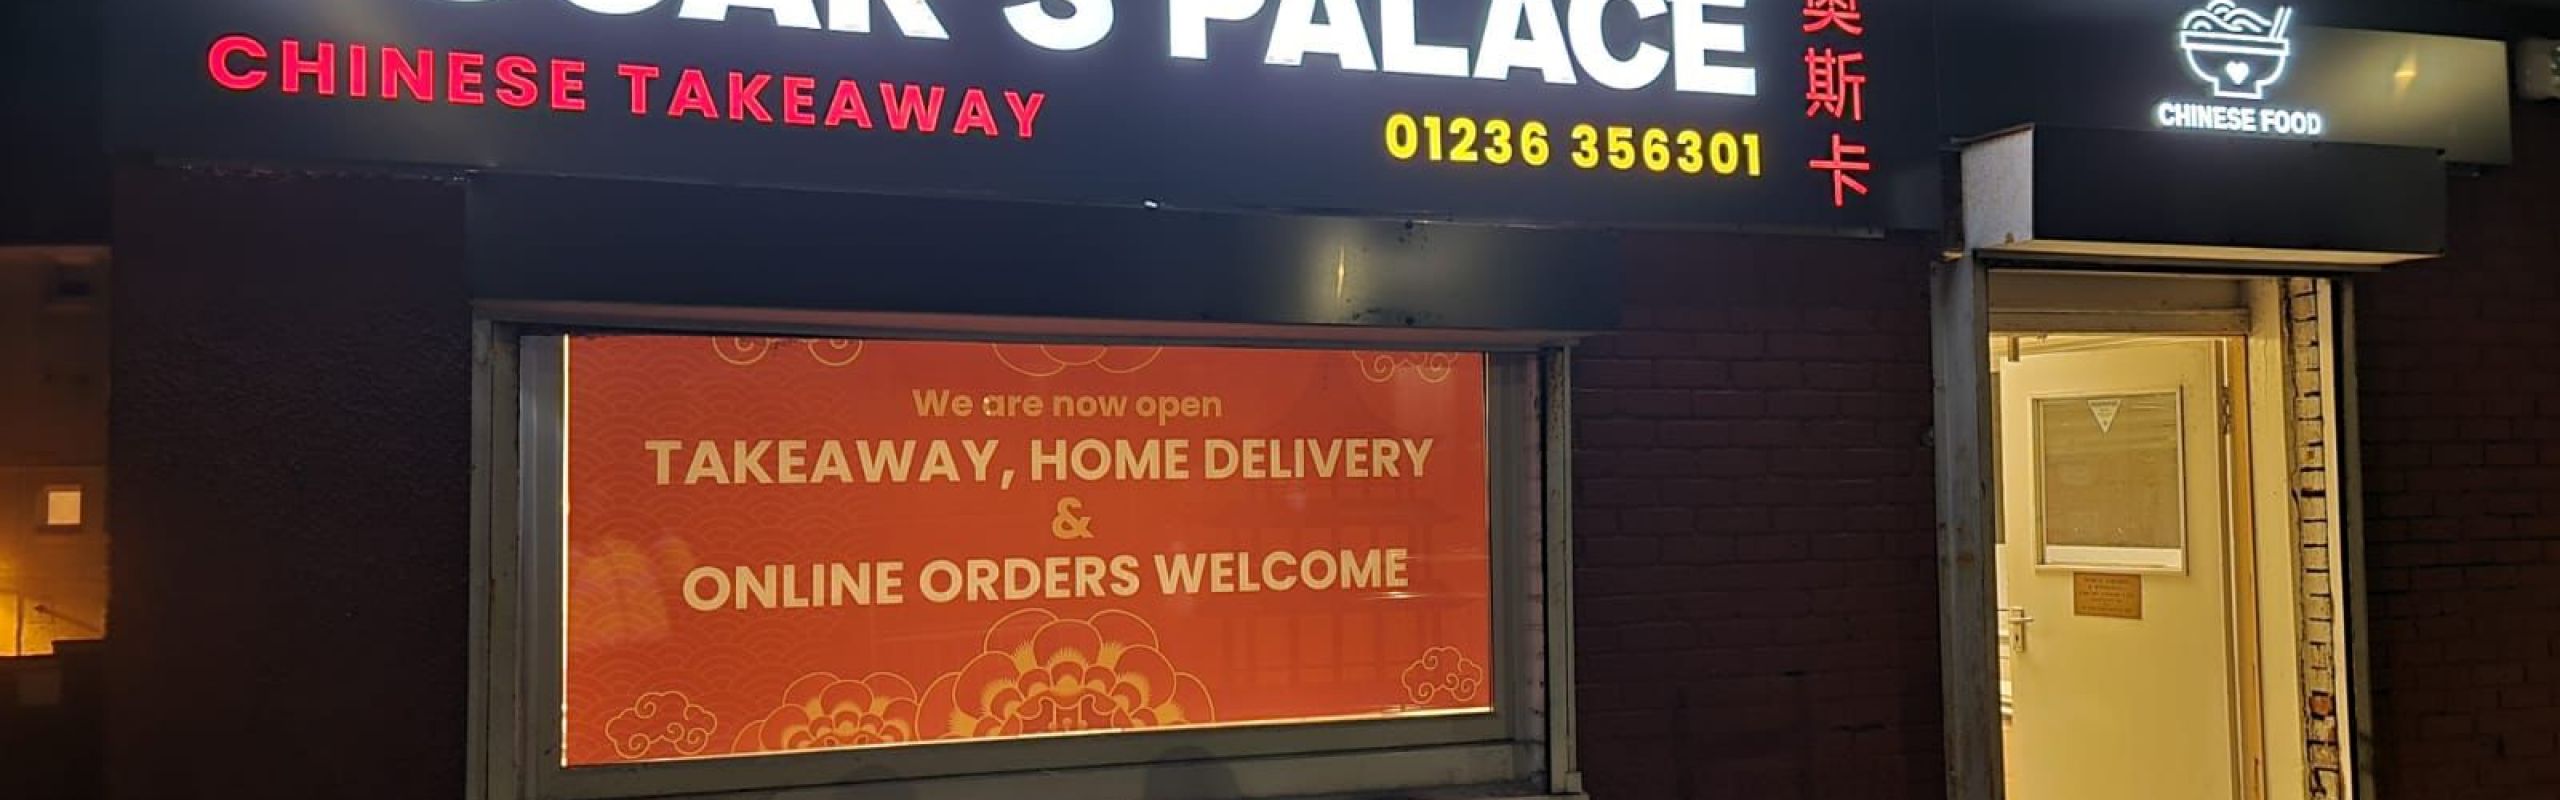 PALACE
CHINESE TAKEAWAY
01236 356301
奥斯卡
CHINESE FOOD
We are now open
TAKEAWAY, HOME DELIVERY
&
ONLINE ORDERS WELCOME